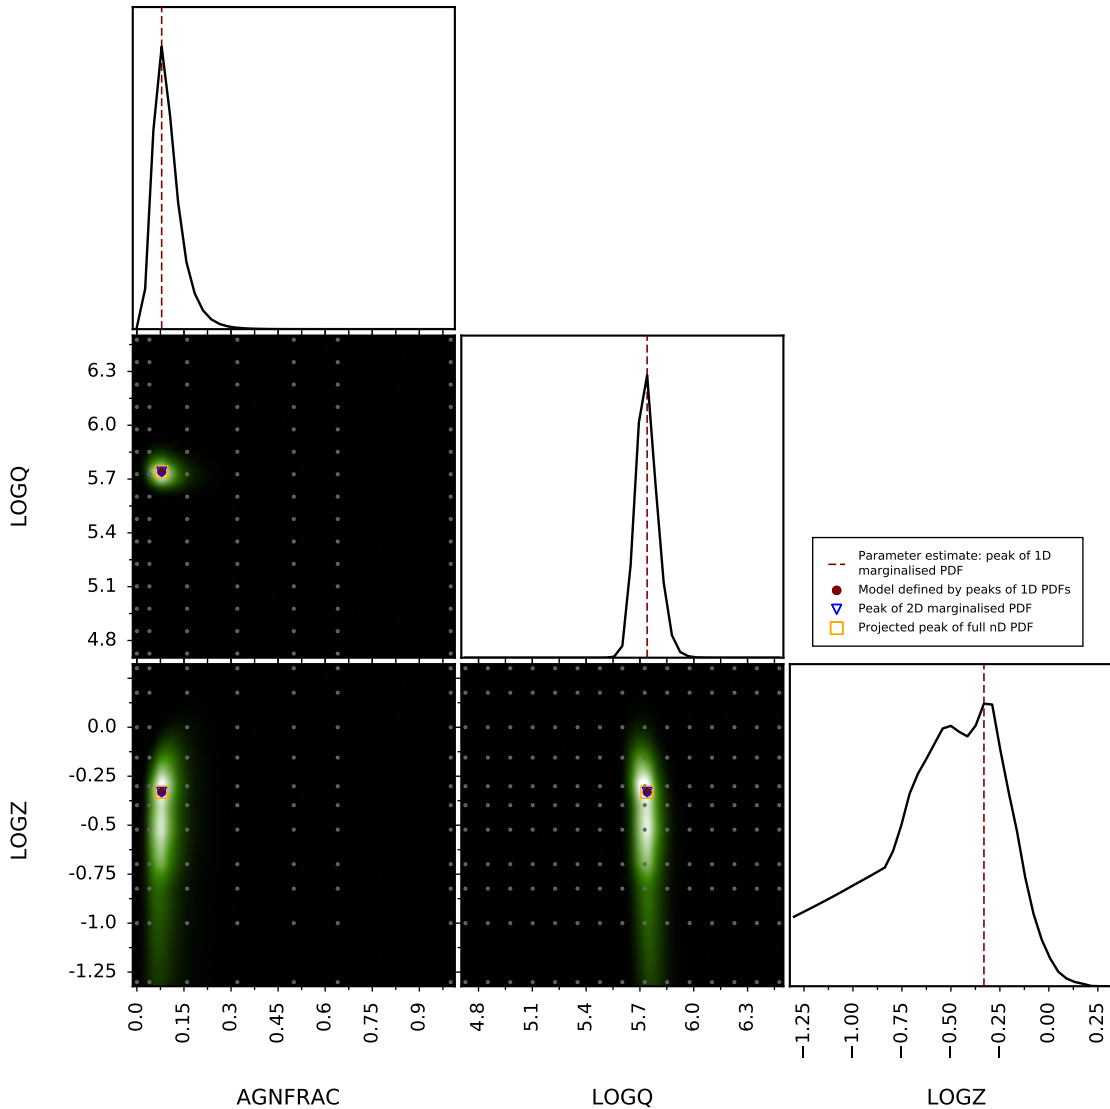 6.3
6.0
5.7
5.4
5.1
4.8
LOGQ
Parameter estimate: peak of 1D
marginalised PDF
Model defined by peaks of 1D PDFs
Peak of 2D marginalised PDF
Projected peak of full nD PDF
0.0
-0.25
-0.5
-0.75
-1.0
-1.25
LOGZ
0.0 0.15 0.3 0.45 0.6 0.75 0.9
4.8 5.1 5.4 5.7 6.0 6.3
−1.25 −1.00 −0.75 −0.50 −0.25 0.00 0.25
AGNFRAC LOGQ LOGZ